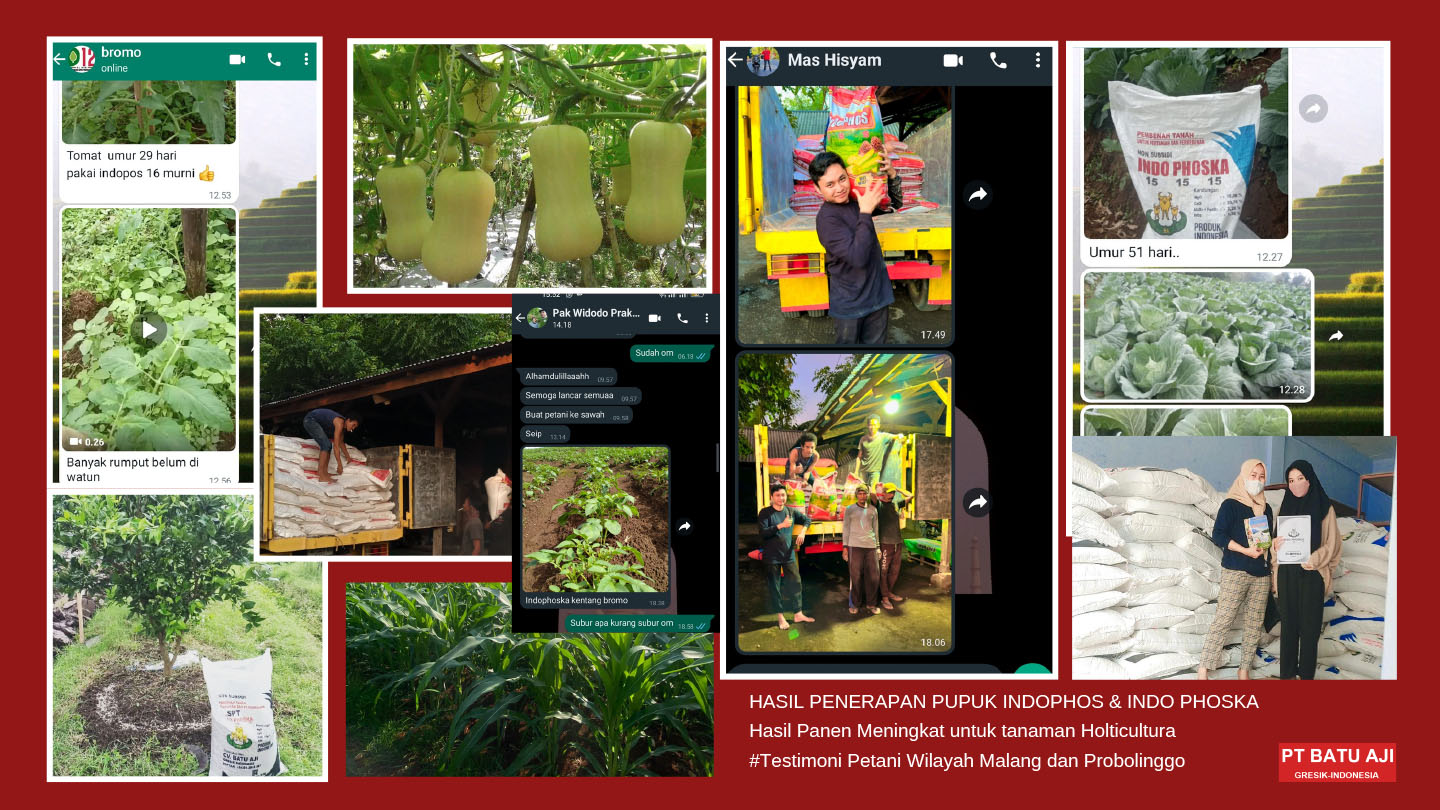 bromo
online
Tomat umur 29 hari
pakai indopos 16 murni 👍
12.53
0.26
Banyak rumput belum di
watun
12.56
Pak Widodo Prak...
14.18
Sudah om 06.18
Alhamdulillaaahh 09.57
Semoga lancar semuaa 09.57
Buat petani ke sawah 09.58
Seip 12.14
Indophoska kentang bromo 18.38
Subur apa kurang subur om 18.58
Mas Hisyam
17.49
18.06
PEMBENAH TANAH
NON SUBSIDI
INDO PHOSKA
15 15 15
Kandungan
PRODUK
INDONESIA
Umur 51 hari..
12.27
12.28
NON SUBSIDI
CV. BATU AJI
HASIL PENERAPAN PUPUK INDOPHOS & INDO PHOSKA
Hasil Panen Meningkat untuk tanaman Holticultura
#Testimoni Petani Wilayah Malang dan Probolinggo
PT BATU AJI
GRESIK-INDONESIA